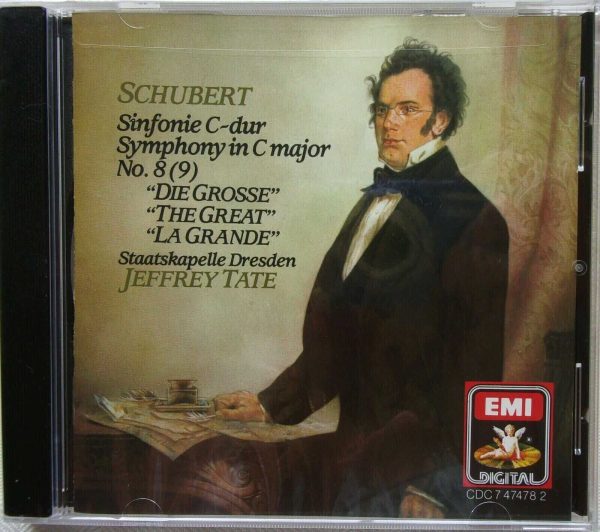 SCHUBERT
Sinfonie C-dur
Symphony in C major
No. 8 (9)
"DIE GROSSE"
"THE GREAT"
"LA GRANDE"
Staatskapelle Dresden
JEFFREY TATE
EMI
DIGITAL
CDC 7 47478 2